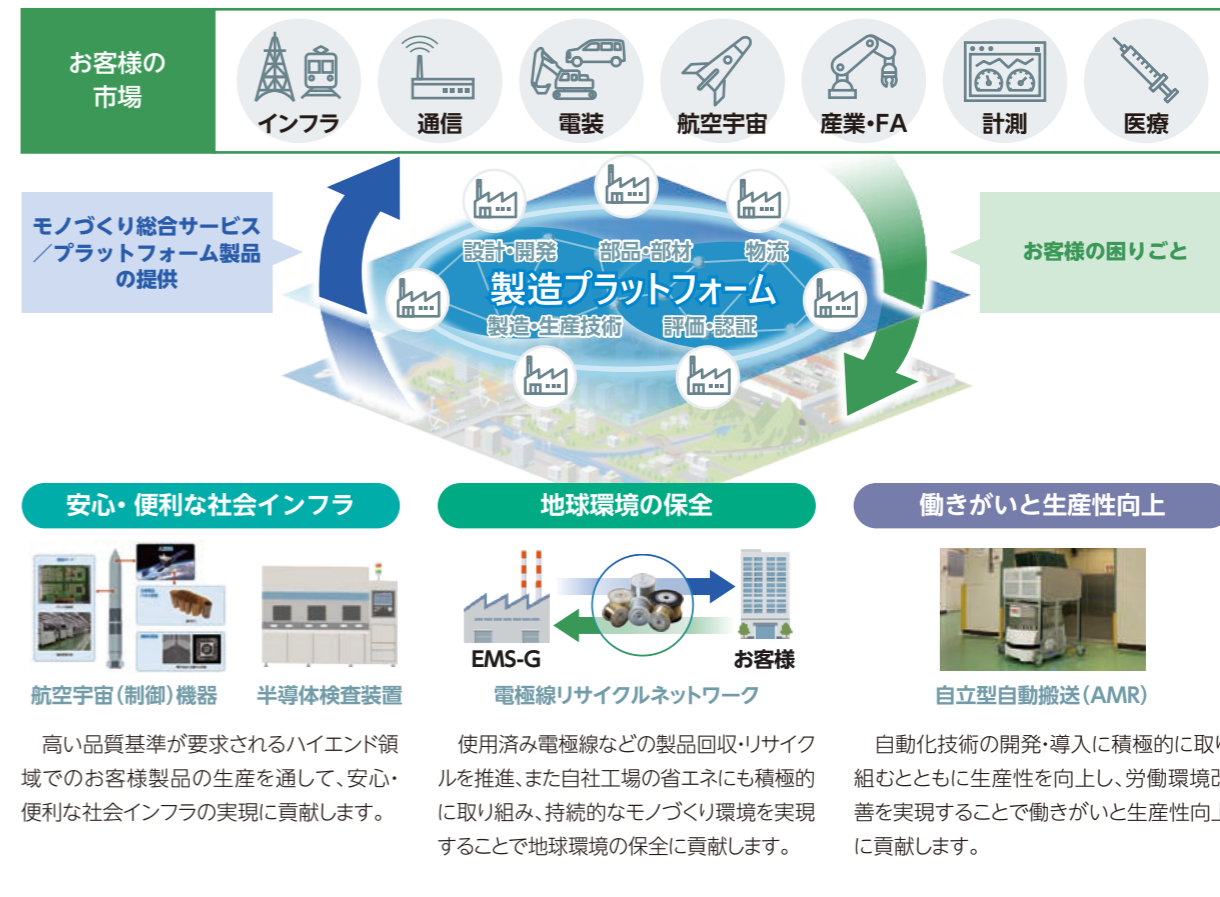 お客様の
市場
インフラ
通信
電装
航空宇宙
産業・FA
計測
医療
モノづくり総合サービス
／プラットフォーム製品
の提供
お客様の困りごと
設計・開発
部品・部材
物流
製造プラットフォーム
製造・生産技術
評価・認証
安心・便利な社会インフラ
航空宇宙（制御）機器
半導体検査装置
高い品質基準が要求されるハイエンド領
域でのお客様製品の生産を通して、安心・
便利な社会インフラの実現に貢献します。
地球環境の保全
EMS-G
お客様
電極線リサイクルネットワーク
使用済み電極線などの製品回収・リサイク
ルを推進、また自社工場の省エネにも積極的
に取り組み、持続的なモノづくり環境を実現
することで地球環境の保全に貢献します。
働きがいと生産性向上
自立型自動搬送（AMR）
自動化技術の開発・導入に積極的に取り
組むとともに生産性を向上し、労働環境改
善を実現することで働きがいと生産性向上
に貢献します。